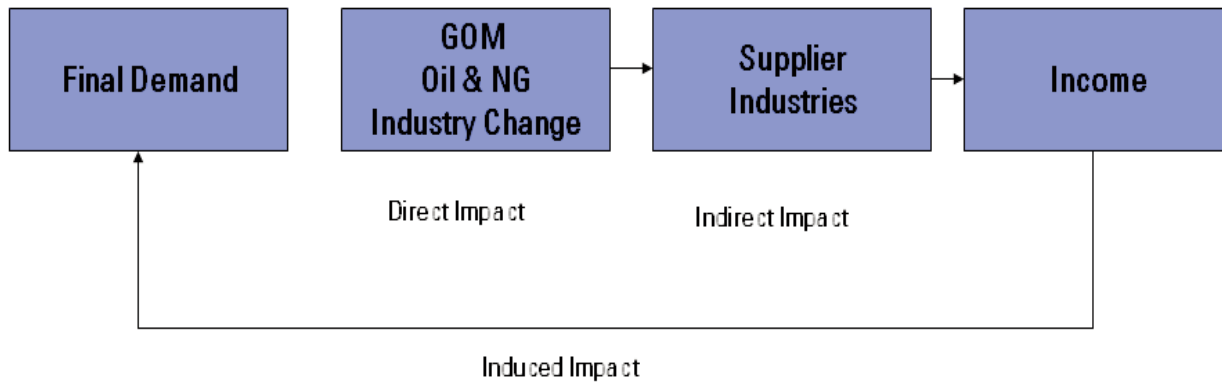 Final Demand
GOM
Oil & NG
Industry Change
Supplier
Industries
Income
Direct Impact
Indirect Impact
Induced Impact